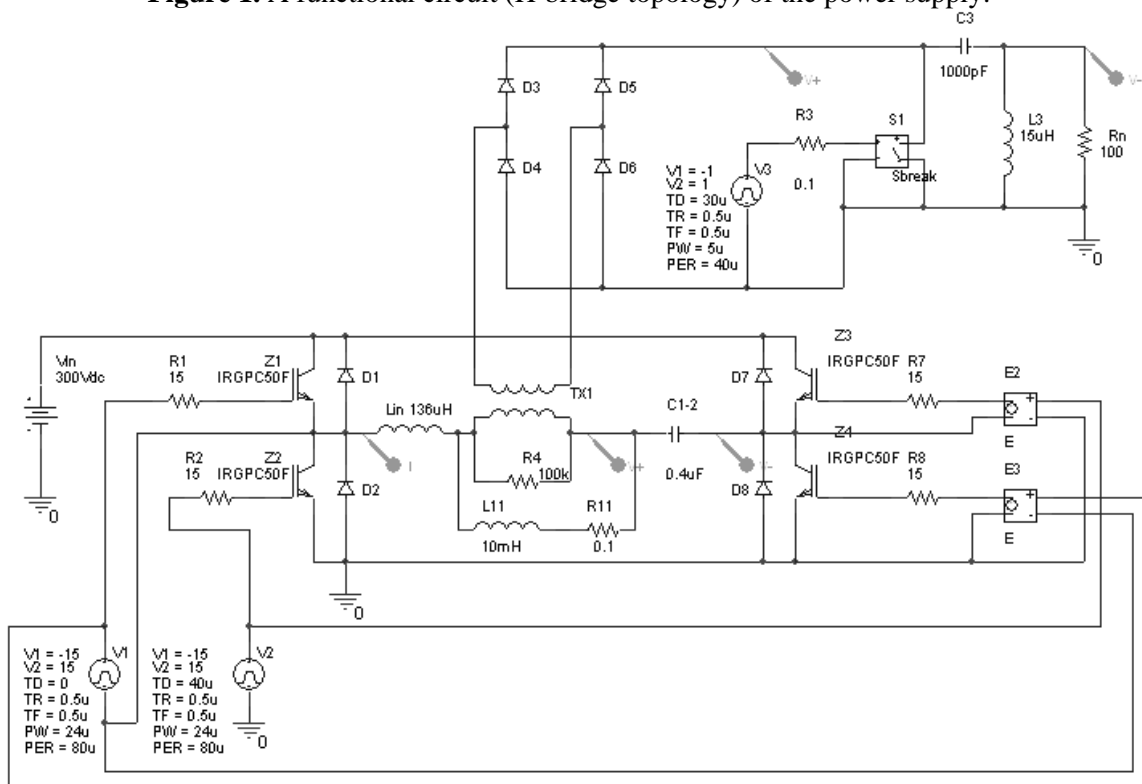 Figure 1. A functional circuit (H-bridge topology) of the power supply.
C3
1000pF
V+
V-
D3
D5
D4
D6
R3
0.1
S1
Sbreak
L3
15uH
Rn
100
0
V3
V1 = -1
V2 = 1
TD = 30u
TR = 0.5u
TF = 0.5u
PW = 5u
PER = 40u
Vin
300Vdc
0
R1
15
Z1
IRGPC50F
D1
R2
15
Z2
IRGPC50F
D2
Lin 136uH
I
TX1
R4
100k
V+
L11
10mH
R11
0.1
C1-2
0.4uF
V-
D7
D8
Z3
IRGPC50F
R7
15
Z4
IRGPC50F
R8
15
E2
E
E3
E
0
V1
V1 = -15
V2 = 15
TD = 0
TR = 0.5u
TF = 0.5u
PW = 24u
PER = 80u
V2
V1 = -15
V2 = 15
TD = 40u
TR = 0.5u
TF = 0.5u
PW = 24u
PER = 80u
0